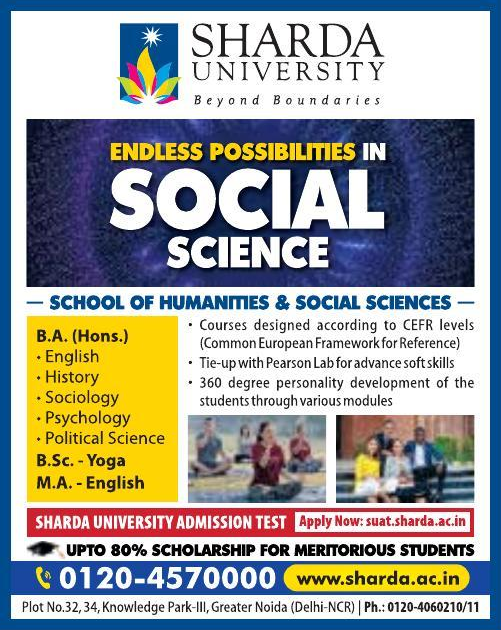 SHARDA
UNIVERSITY
Beyond Boundaries
ENDLESS POSSIBILITIES IN
SOCIAL
SCIENCE
SCHOOL OF HUMANITIES & SOCIAL SCIENCES
B.A. (Hons.)
• English
• History
• Sociology
• Psychology
• Political Science
B.Sc. - Yoga
M.A. - English
• Courses designed according to CEFR levels
(Common European Framework for Reference)
• Tie-up with Pearson Lab for advance soft skills
• 360 degree personality development of the
students through various modules
SHARDA UNIVERSITY ADMISSION TEST Apply Now: suat.sharda.ac.in
UPTO 80% SCHOLARSHIP FOR MERITORIOUS STUDENTS
0120-4570000 www.sharda.ac.in
Plot No.32, 34, Knowledge Park-III, Greater Noida (Delhi-NCR) | Ph.: 0120-4060210/11